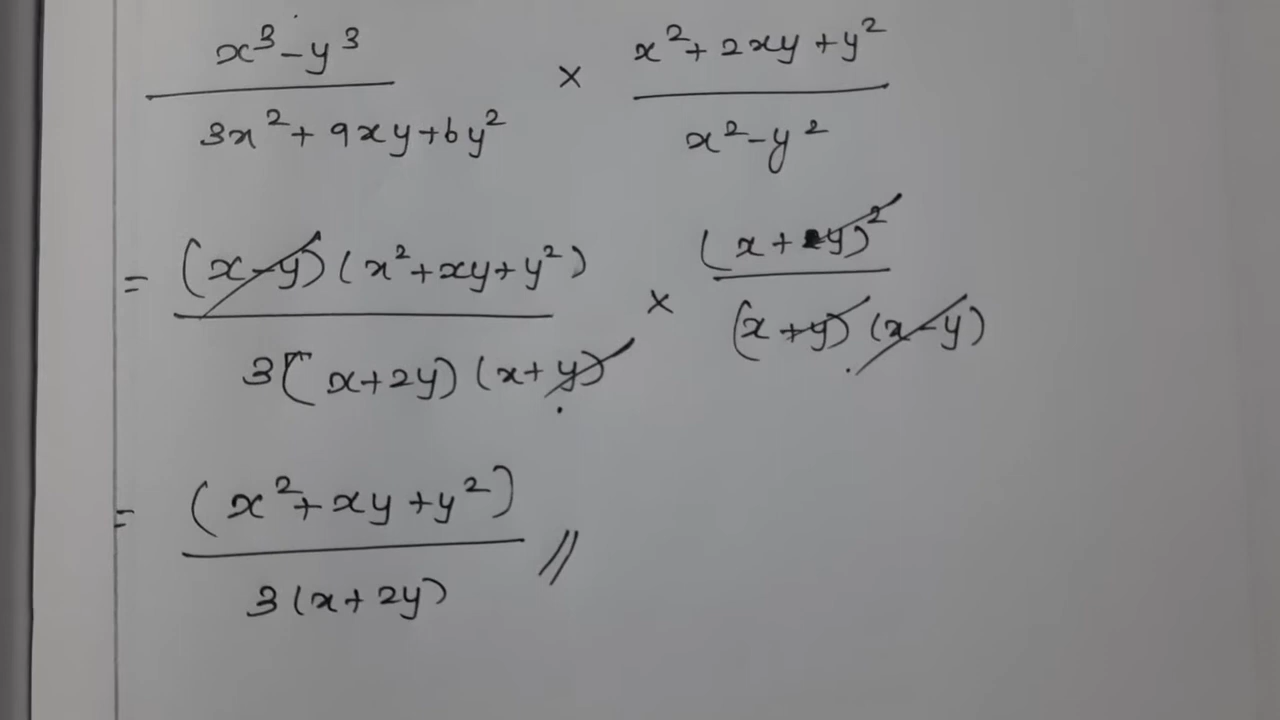 x³-y³ / 3x²+9xy+6y² × x²+2xy+y² / x²-y²
= (x-y)(x²+xy+y²) / 3[(x+2y)(x+y) × (x+y)² / (x+y)(x-y)
= (x²+xy+y²) / 3(x+2y) //